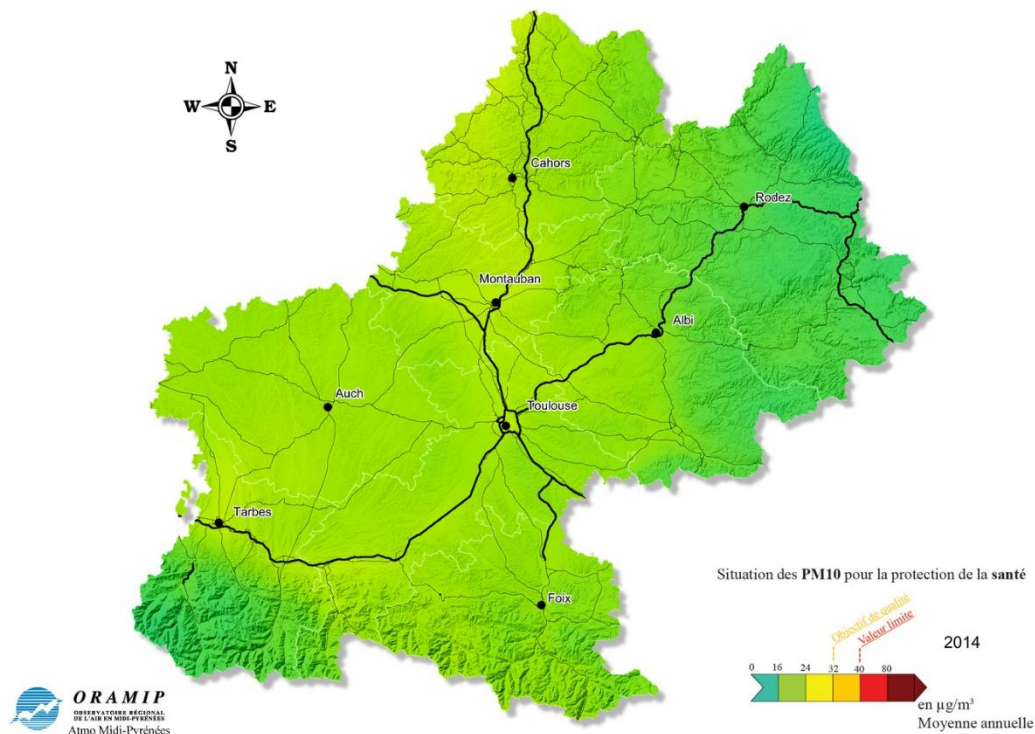 N
W E
S
Cahors
Rodez
Montauban
Albi
Auch
Toulouse
Tarbes
Foix
Situation des PM10 pour la protection de la santé
Objectif de qualité
Valeur limite
2014
0 16 24 32 40 80
en µg/m³
Moyenne annuelle
ORAMIP
OBSERVATOIRE RÉGIONAL
DE L'AIR EN MIDI-PYRÉNÉES
Atmo Midi-Pyrénées